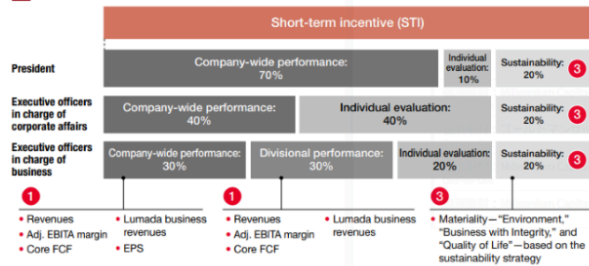 Short-term incentive (STI)
President
Company-wide performance:
70%
Individual
evaluation:
10%
Sustainability:
20%
3
Executive officers
in charge of
corporate affairs
Company-wide performance:
40%
Individual evaluation:
40%
Sustainability:
20%
3
Executive officers
in charge of
business
Company-wide performance:
30%
Divisional performance:
30%
Individual evaluation:
20%
Sustainability:
20%
3
1
• Revenues
• Adj. EBITA margin
• Core FCF
• Lumada business
revenues
• EPS
1
• Revenues
• Adj. EBITA margin
• Core FCF
• Lumada business
revenues
3
• Materiality—“Environment,”
“Business with Integrity,” and
“Quality of Life”—based on the
sustainability strategy